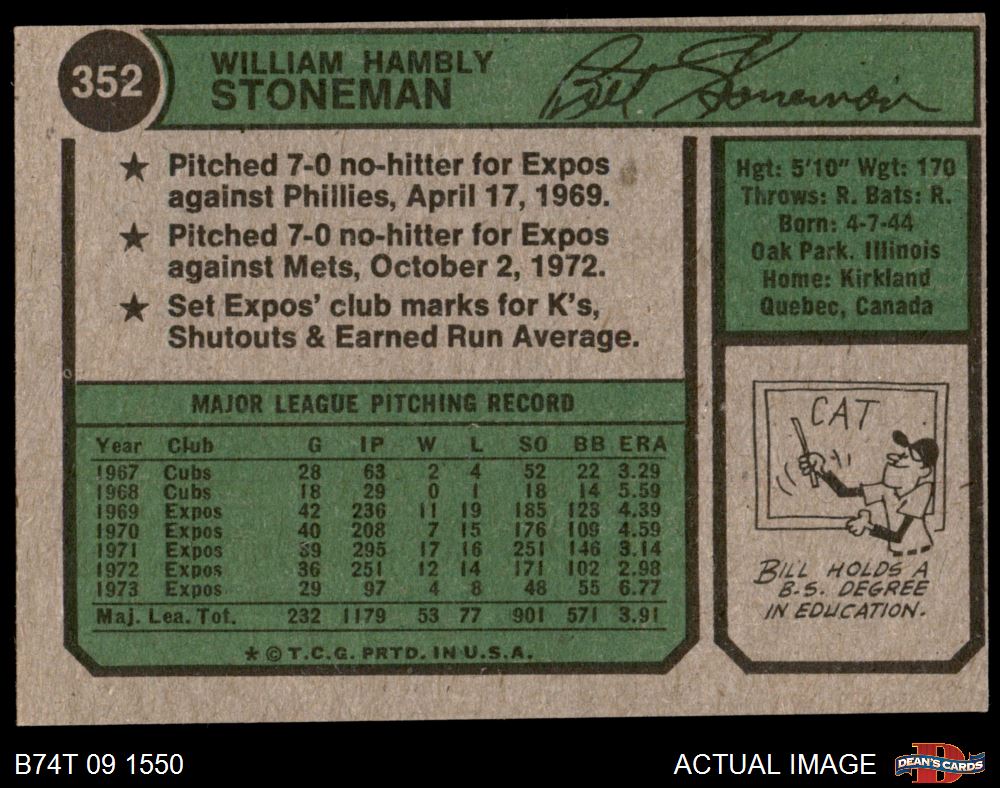 352
WILLIAM HAMBLY
STONEMAN
Bill Stoneman
★ Pitched 7-0 no-hitter for Expos
against Phillies, April 17, 1969.
★ Pitched 7-0 no-hitter for Expos
against Mets, October 2, 1972.
★ Set Expos' club marks for K's,
Shutouts & Earned Run Average.
Hgt: 5'10" Wgt: 170
Throws: R. Bats: R.
Born: 4-7-44
Oak Park, Illinois
Home: Kirkland
Quebec, Canada
MAJOR LEAGUE PITCHING RECORD
Year Club G IP W L SO BB ERA
1967 Cubs 28 63 2 4 52 22 3.29
1968 Cubs 18 29 0 1 18 14 5.59
1969 Expos 42 236 11 19 185 123 4.39
1970 Expos 40 208 7 15 176 109 4.59
1971 Expos 39 295 17 16 251 146 3.14
1972 Expos 36 251 12 14 171 102 2.98
1973 Expos 29 97 4 8 48 55 6.77
Maj. Lea. Tot. 232 1179 53 77 901 571 3.91
* © T.C.G. PRTD. IN U.S.A.
CAT
BILL HOLDS A
B.S. DEGREE
IN EDUCATION.
B74T 09 1550
ACTUAL IMAGE
D
DEAN'S CARDS